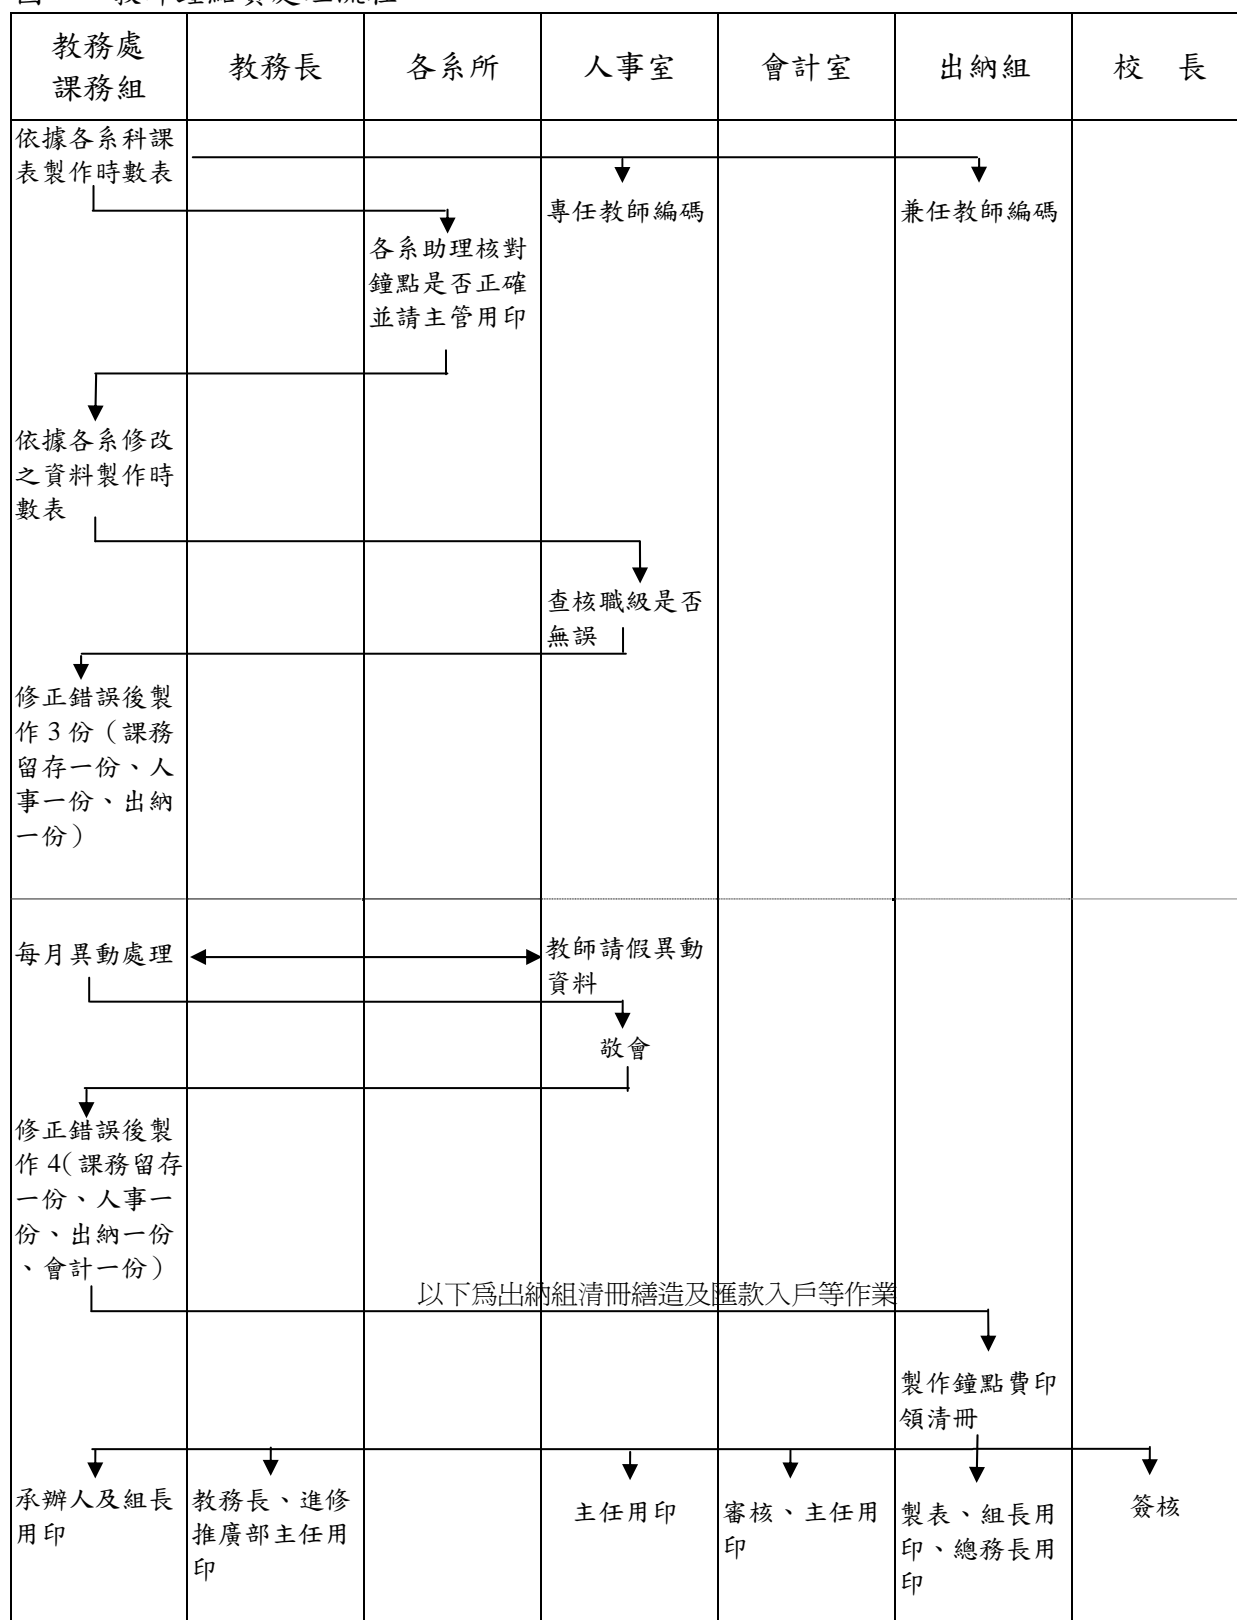 教務處
課務組
教務長
各系所
人事室
會計室
出納組
校　長
依據各系科課
表製作時數表
專任教師編碼
兼任教師編碼
各系助理核對
鐘點是否正確
並請主管用印
依據各系修改
之資料製作時
數表
查核職級是否
無誤
修正錯誤後製
作 3 份（課務
留存一份、人
事一份、出納
一份）
每月異動處理
教師請假異動
資料
敬會
修正錯誤後製
作 4（課務留存
一份、人事一
份、出納一份
、會計一份）
以下為出納組清冊繕造及匯款入戶等作業
製作鐘點費印
領清冊
承辦人及組長
用印
教務長、進修
推廣部主任用
印
主任用印
審核、主任用
印
製表、組長用
印、總務長用
印
簽核